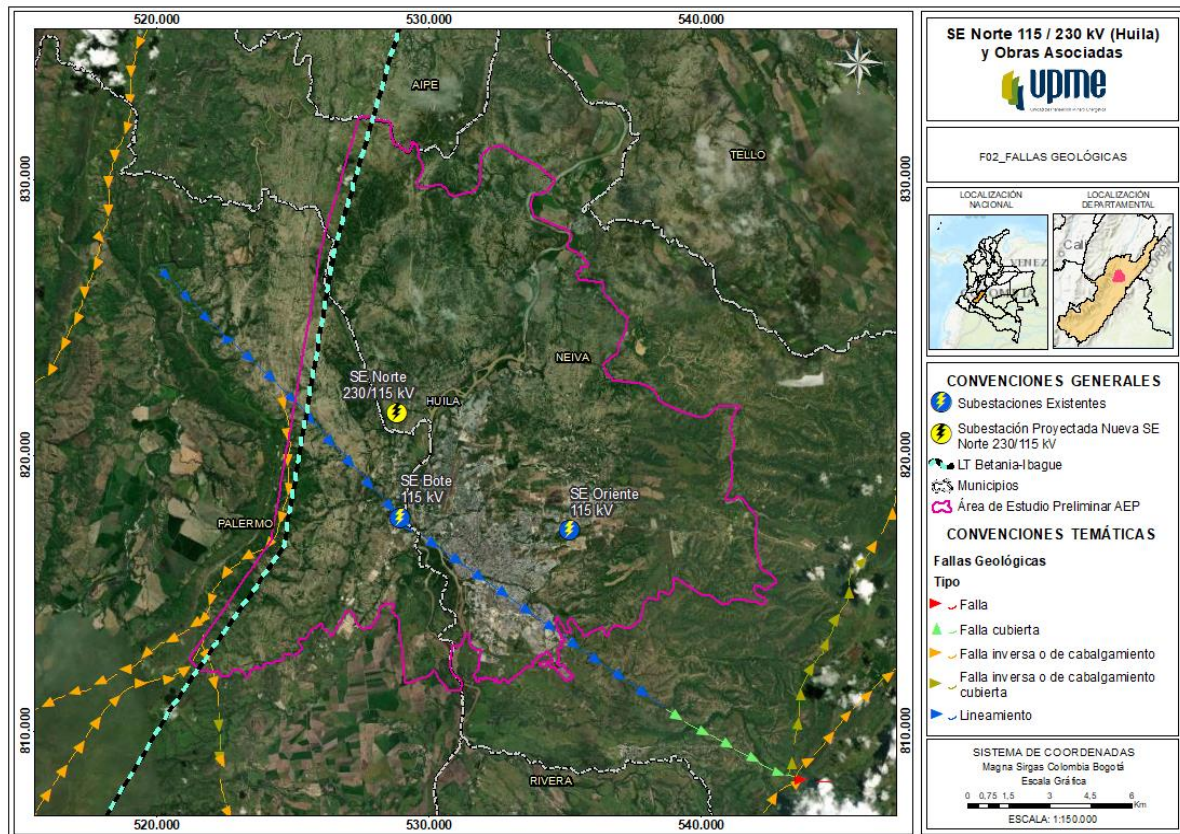 520.000
530.000
540.000
830.000
820.000
810.000
830.000
820.000
810.000
520.000
530.000
540.000
AIPE
TELLO
NEIVA
SE Norte
230/115 kV
HUILA
SE Bote
115 kV
SE Oriente
115 kV
PALERMO
RIVERA
SE Norte 115 / 230 kV (Huila)
y Obras Asociadas
upme
F02_FALLAS GEOLÓGICAS
LOCALIZACIÓN
NACIONAL
LOCALIZACIÓN
DEPARTAMENTAL
VENEZ
Cali
CONVENCIONES GENERALES
Subestaciones Existentes
Subestación Proyectada Nueva SE
Norte 230/115 kV
LT Betania-Ibague
Municipios
Área de Estudio Preliminar AEP
CONVENCIONES TEMÁTICAS
Fallas Geológicas
Tipo
Falla
Falla cubierta
Falla inversa o de cabalgamiento
Falla inversa o de cabalgamiento
cubierta
Lineamiento
SISTEMA DE COORDENADAS
Magna Sirgas Colombia Bogotá
Escala Gráfica
0 0,75 1,5 3 4,5 6
Km
ESCALA: 1:150.000